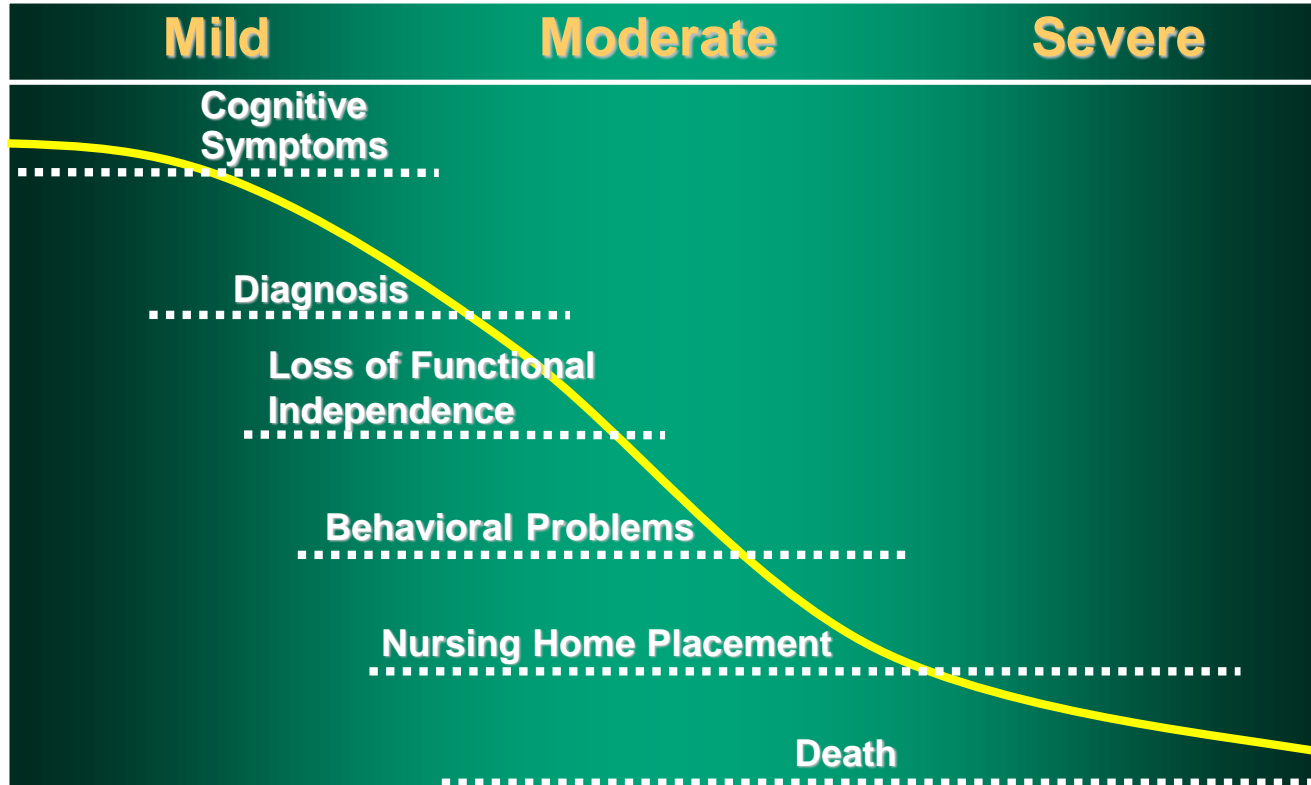 Mild Moderate Severe
Cognitive
Symptoms
Diagnosis
Loss of Functional
Independence
Behavioral Problems
Nursing Home Placement
Death